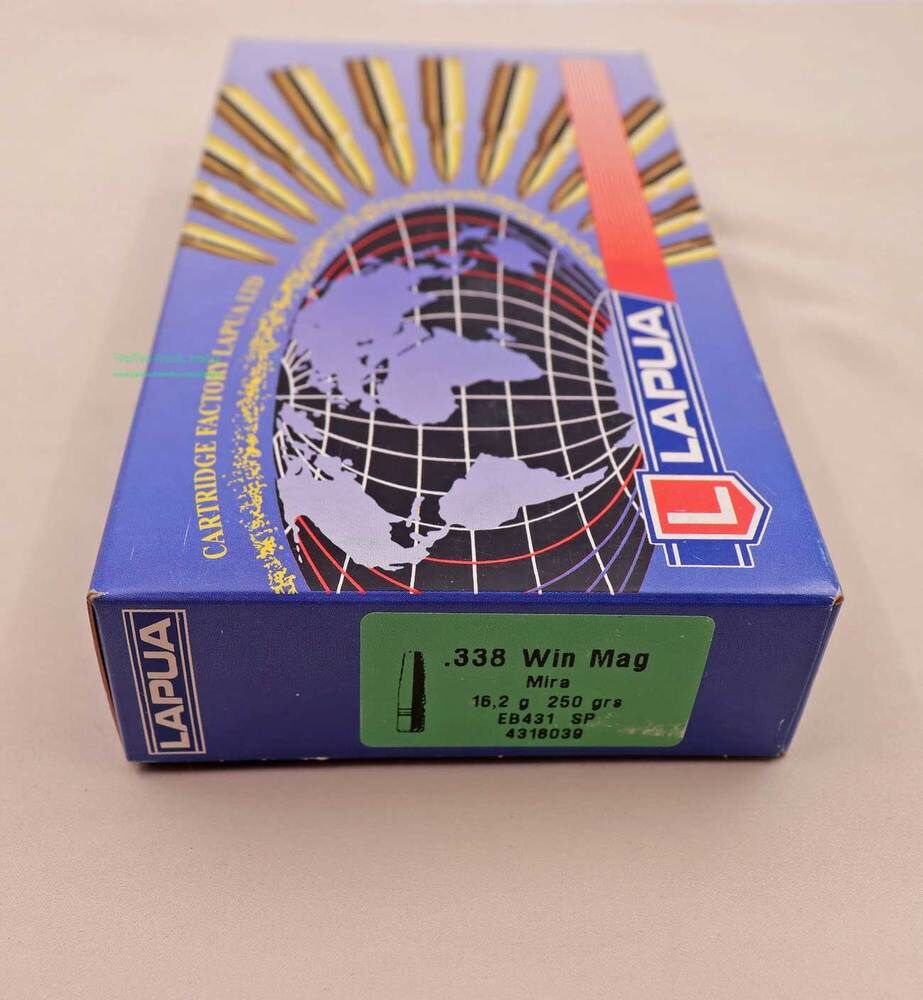 CARTRIDGE FACTORY LAPUA LTD
LAPUA
L
LAPUA
.338 Win Mag
Mira
16,2 g 250 grs
EB431 SP
4318039